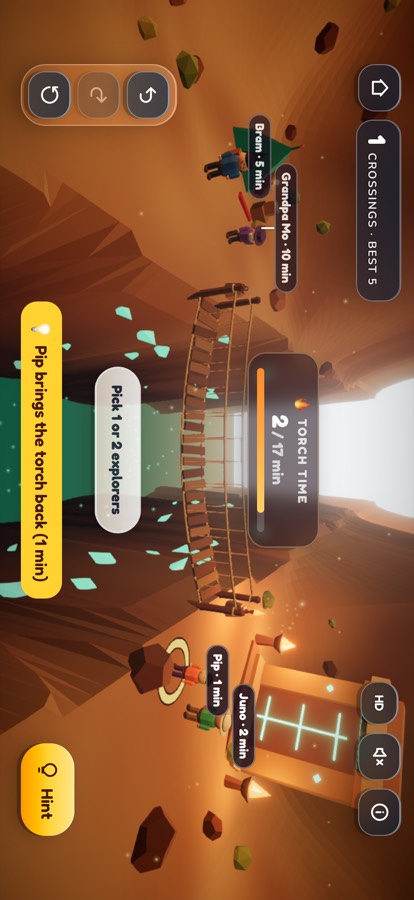 1 CROSSINGS · BEST 5
HD
🔥 TORCH TIME
2 / 17 min
Grandpa Mo · 10 min
Bram · 5 min
Juno · 2 min
Pip · 1 min
Pick 1 or 2 explorers
💡 Pip brings the torch back (1 min)
Hint